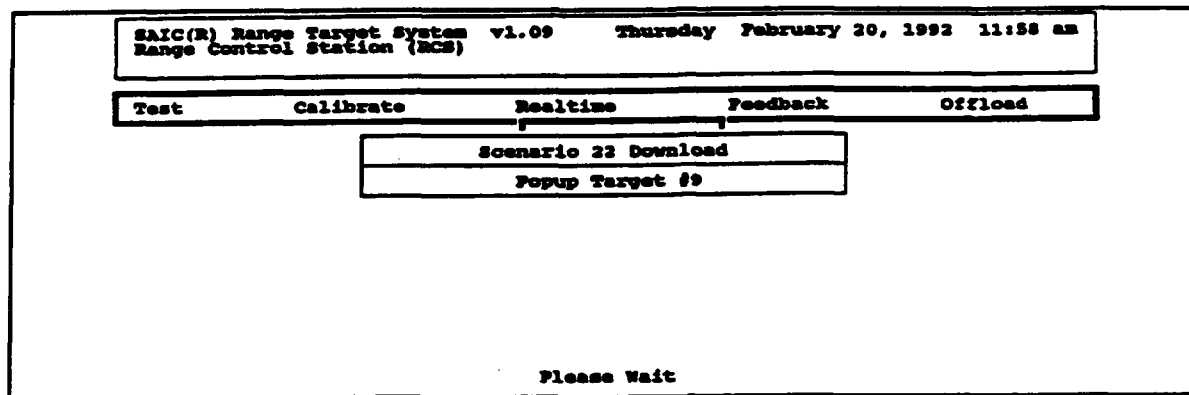 SAIC(R) Range Target System v1.09 Thursday February 20, 1992 11:58 am
Range Control Station (RCS)
Test Calibrate Realtime Feedback Offload
Scenario 22 Download
Popup Target #9
Please Wait